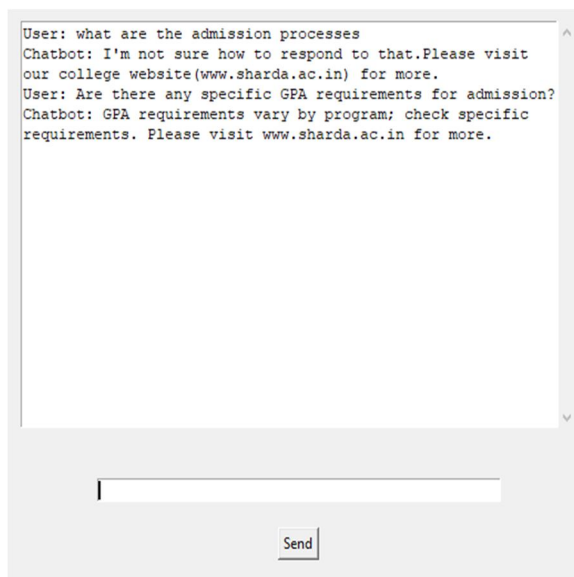 User: what are the admission processes
Chatbot: I'm not sure how to respond to that.Please visit
our college website(www.sharda.ac.in) for more.
User: Are there any specific GPA requirements for admission?
Chatbot: GPA requirements vary by program; check specific
requirements. Please visit www.sharda.ac.in for more.
Send